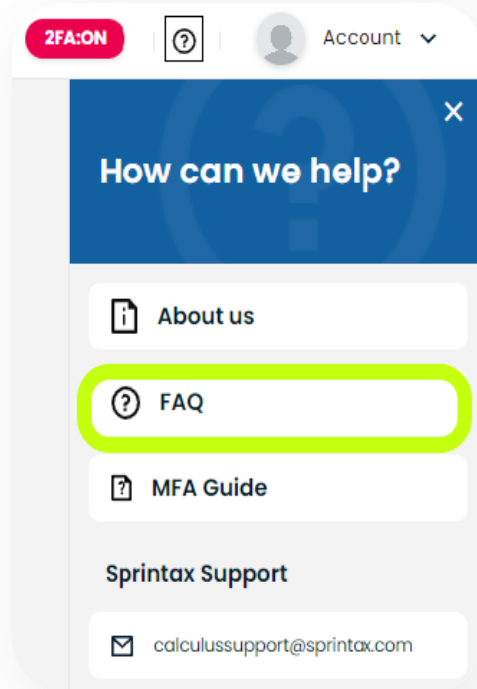 2FA:ON
Account
How can we help?
About us
FAQ
MFA Guide
Sprintax Support
calculussupport@sprintax.com